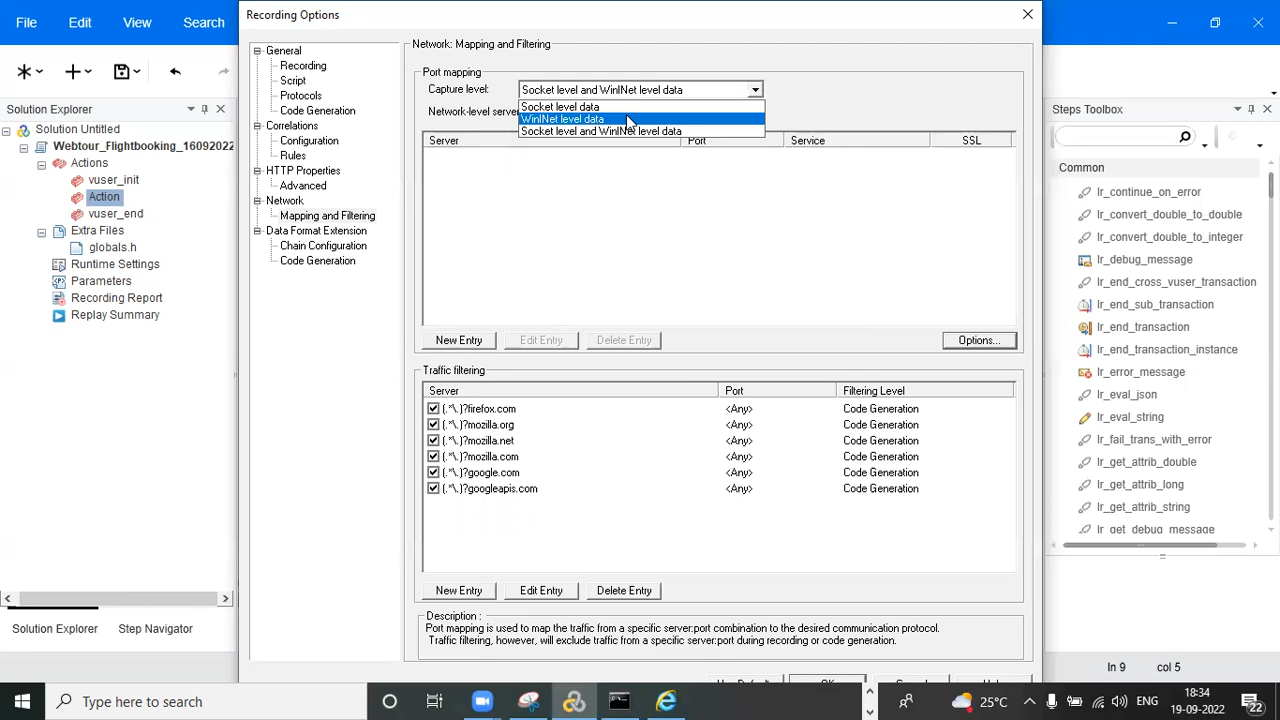 File Edit View Search
Recording Options
Solution Explorer
Solution Untitled
Webtour_Flightbooking_16092022
Actions
vuser_init
Action
vuser_end
Extra Files
globals.h
Runtime Settings
Parameters
Recording Report
Replay Summary
Solution Explorer Step Navigator
General
Recording
Script
Protocols
Code Generation
Correlations
Configuration
Rules
HTTP Properties
Advanced
Network
Mapping and Filtering
Data Format Extension
Chain Configuration
Code Generation
Network: Mapping and Filtering
Port mapping
Capture level: Socket level and WinINet level data
Socket level data
Network-level server
WinINet level data
Socket level and WinINet level data
Server Port Service SSL
New Entry Edit Entry Delete Entry Options...
Traffic filtering
Server Port Filtering Level
(.*\.)?firefox.com <Any> Code Generation
(.*\.)?mozilla.org <Any> Code Generation
(.*\.)?mozilla.net <Any> Code Generation
(.*\.)?mozilla.com <Any> Code Generation
(.*\.)?google.com <Any> Code Generation
(.*\.)?googleapis.com <Any> Code Generation
New Entry Edit Entry Delete Entry
Description :
Port mapping is used to map the traffic from a specific server:port combination to the desired communication protocol.
Traffic filtering, however, will exclude traffic from a specific server:port during recording or code generation.
Steps Toolbox
Common
lr_continue_on_error
lr_convert_double_to_double
lr_convert_double_to_integer
lr_debug_message
lr_end_cross_vuser_transaction
lr_end_sub_transaction
lr_end_transaction
lr_end_transaction_instance
lr_error_message
lr_eval_json
lr_eval_string
lr_fail_trans_with_error
lr_get_attrib_double
lr_get_attrib_long
lr_get_attrib_string
lr_get_debug_message
ln 9 col 5
Type here to search
25°C
ENG
18:34
19-09-2022
22